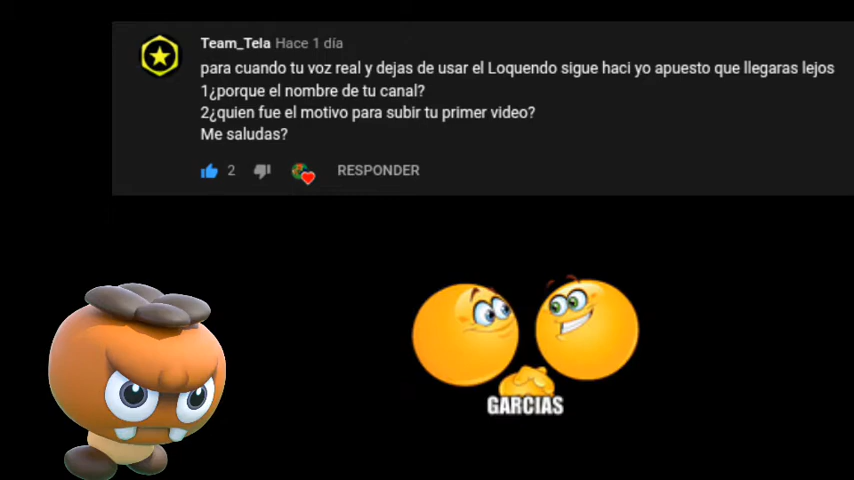 Team_Tela Hace 1 día
para cuando tu voz real y dejas de usar el Loquendo sigue haci yo apuesto que llegaras lejos
1¿porque el nombre de tu canal?
2¿quien fue el motivo para subir tu primer video?
Me saludas?
2 RESPONDER
GARCIAS